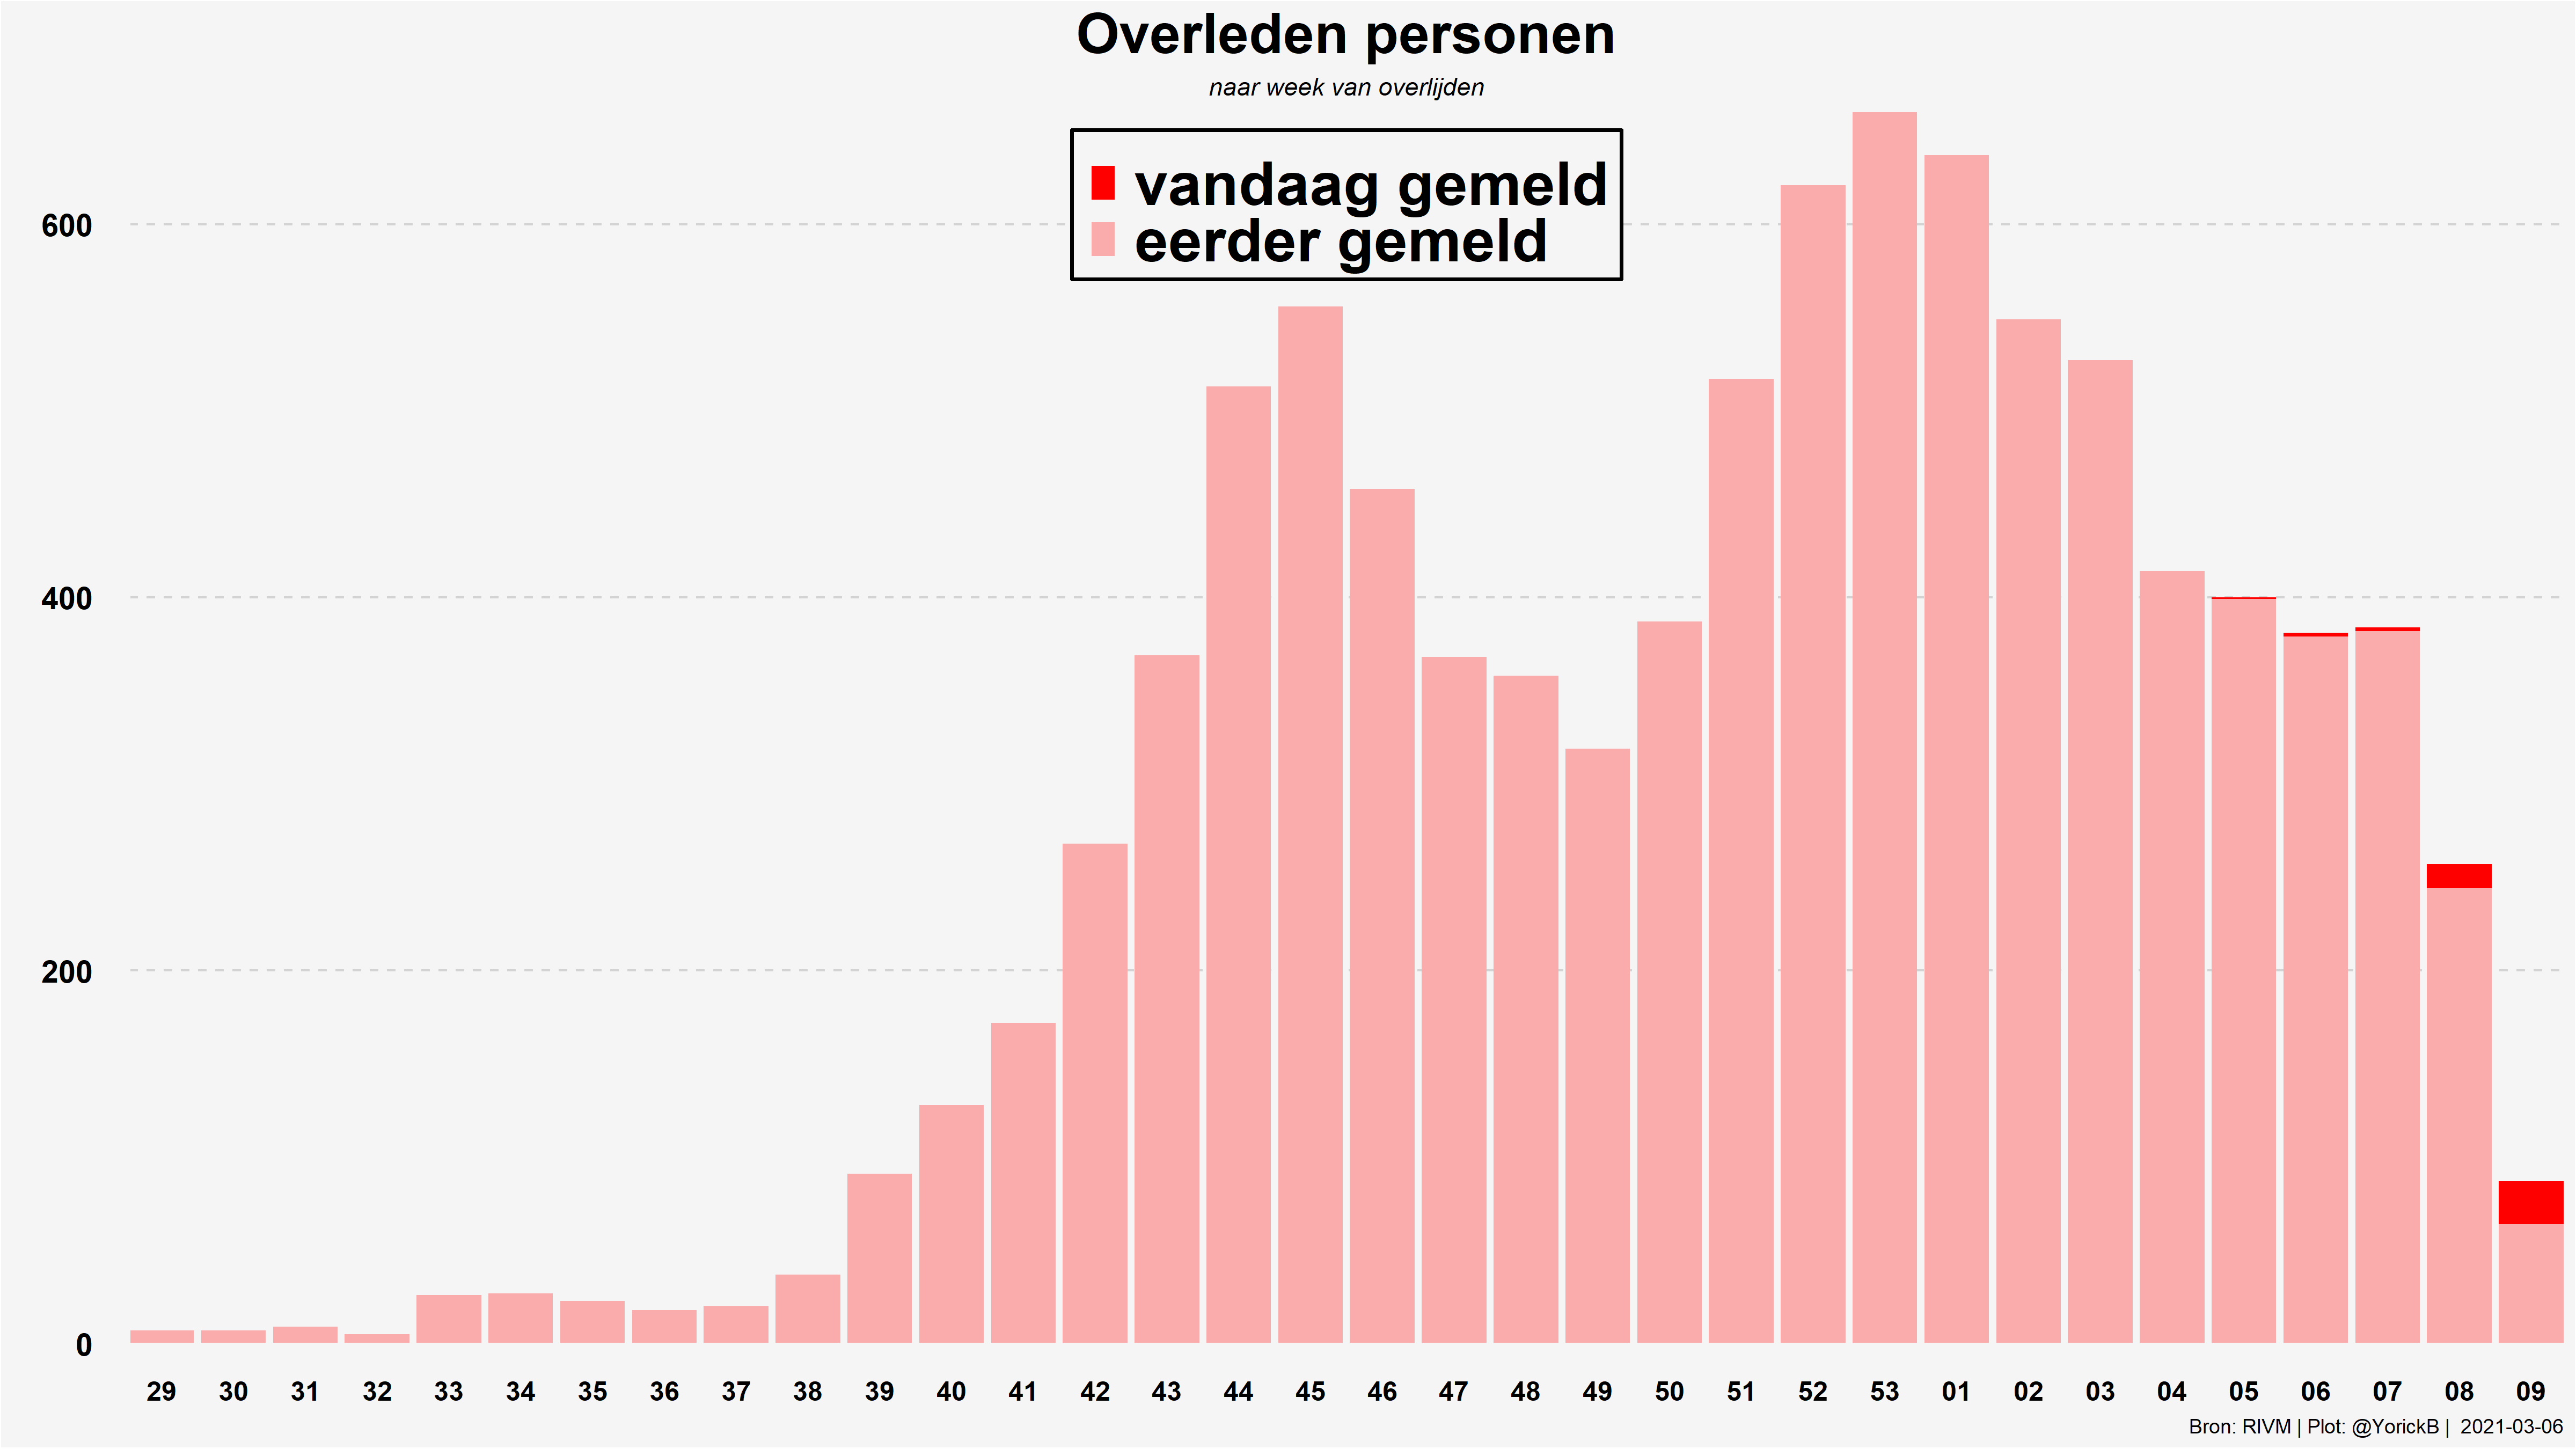 Overleden personen
naar week van overlijden
vandaag gemeld
eerder gemeld
600
400
200
0
29 30 31 32 33 34 35 36 37 38 39 40 41 42 43 44 45 46 47 48 49 50 51 52 53 01 02 03 04 05 06 07 08 09
Bron: RIVM | Plot: @YorickB | 2021-03-06